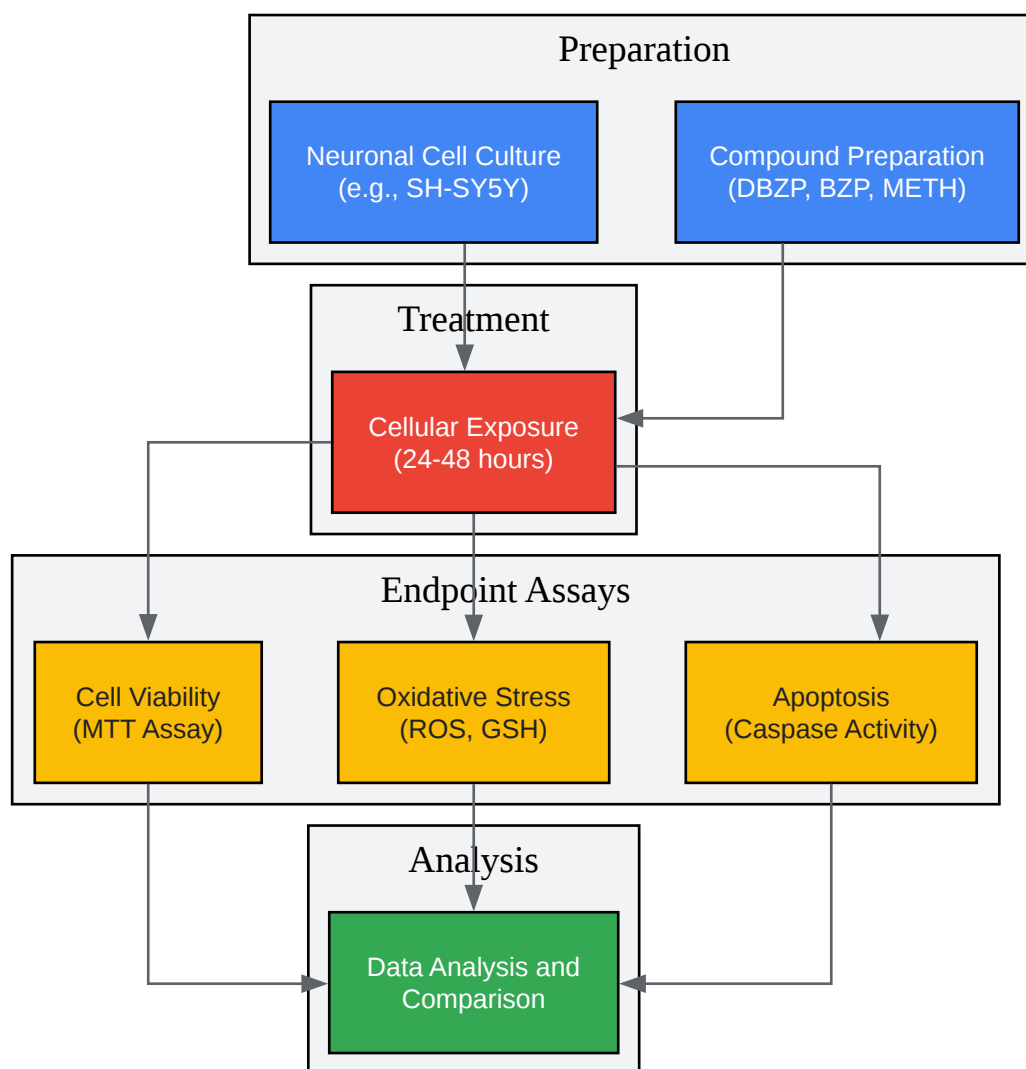 Preparation
Neuronal Cell Culture
(e.g., SH-SY5Y)
Compound Preparation
(DBZP, BZP, METH)
Treatment
Cellular Exposure
(24-48 hours)
Endpoint Assays
Cell Viability
(MTT Assay)
Oxidative Stress
(ROS, GSH)
Apoptosis
(Caspase Activity)
Analysis
Data Analysis and
Comparison